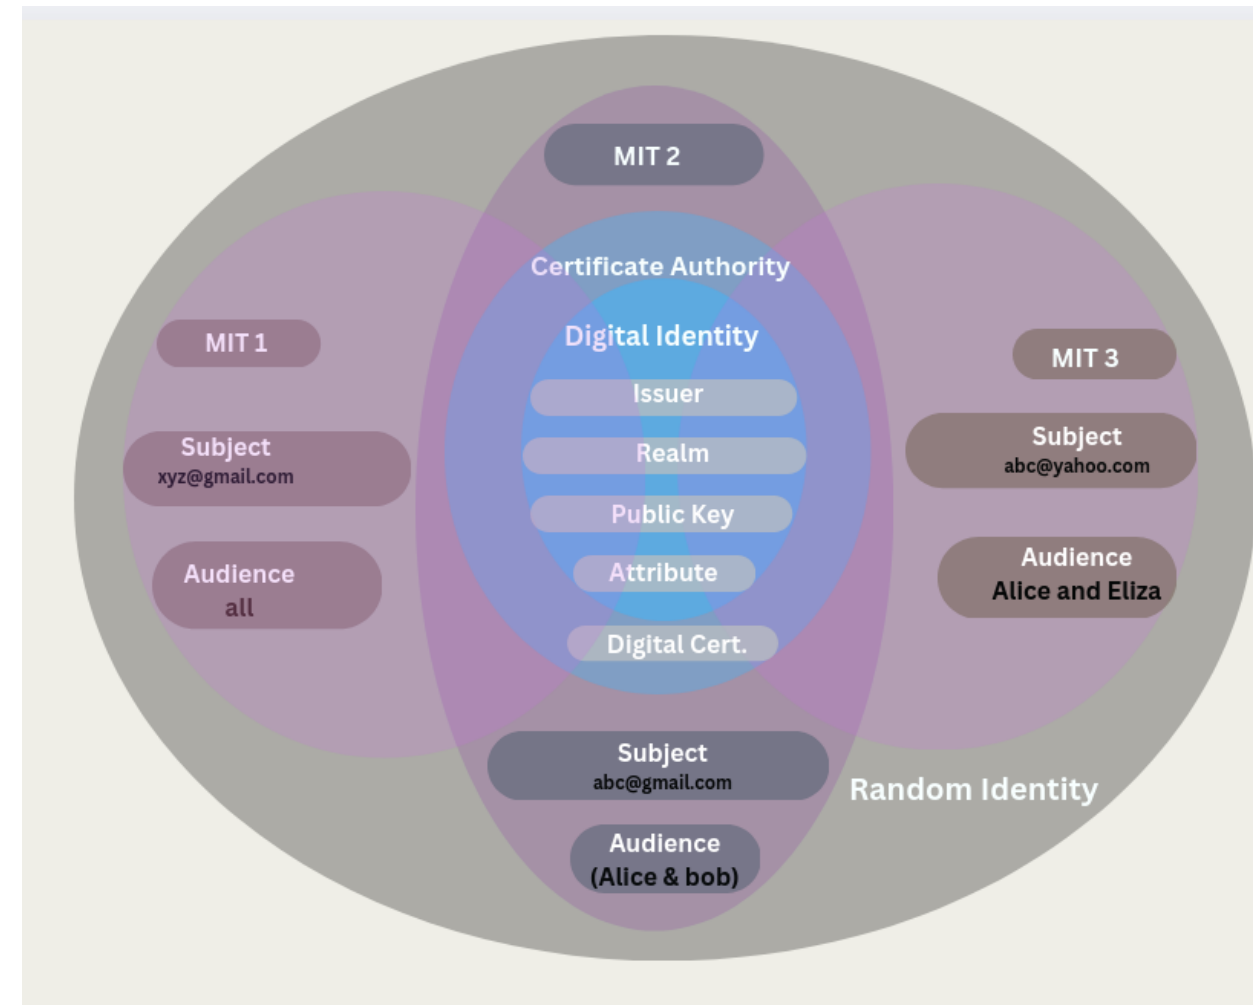 MIT 2
Certificate Authority
Digital Identity
Issuer
Realm
Public Key
Attribute
Digital Cert.
MIT 1
Subject
xyz@gmail.com
Audience
all
MIT 3
Subject
abc@yahoo.com
Audience
Alice and Eliza
Subject
abc@gmail.com
Audience
(Alice & bob)
Random Identity